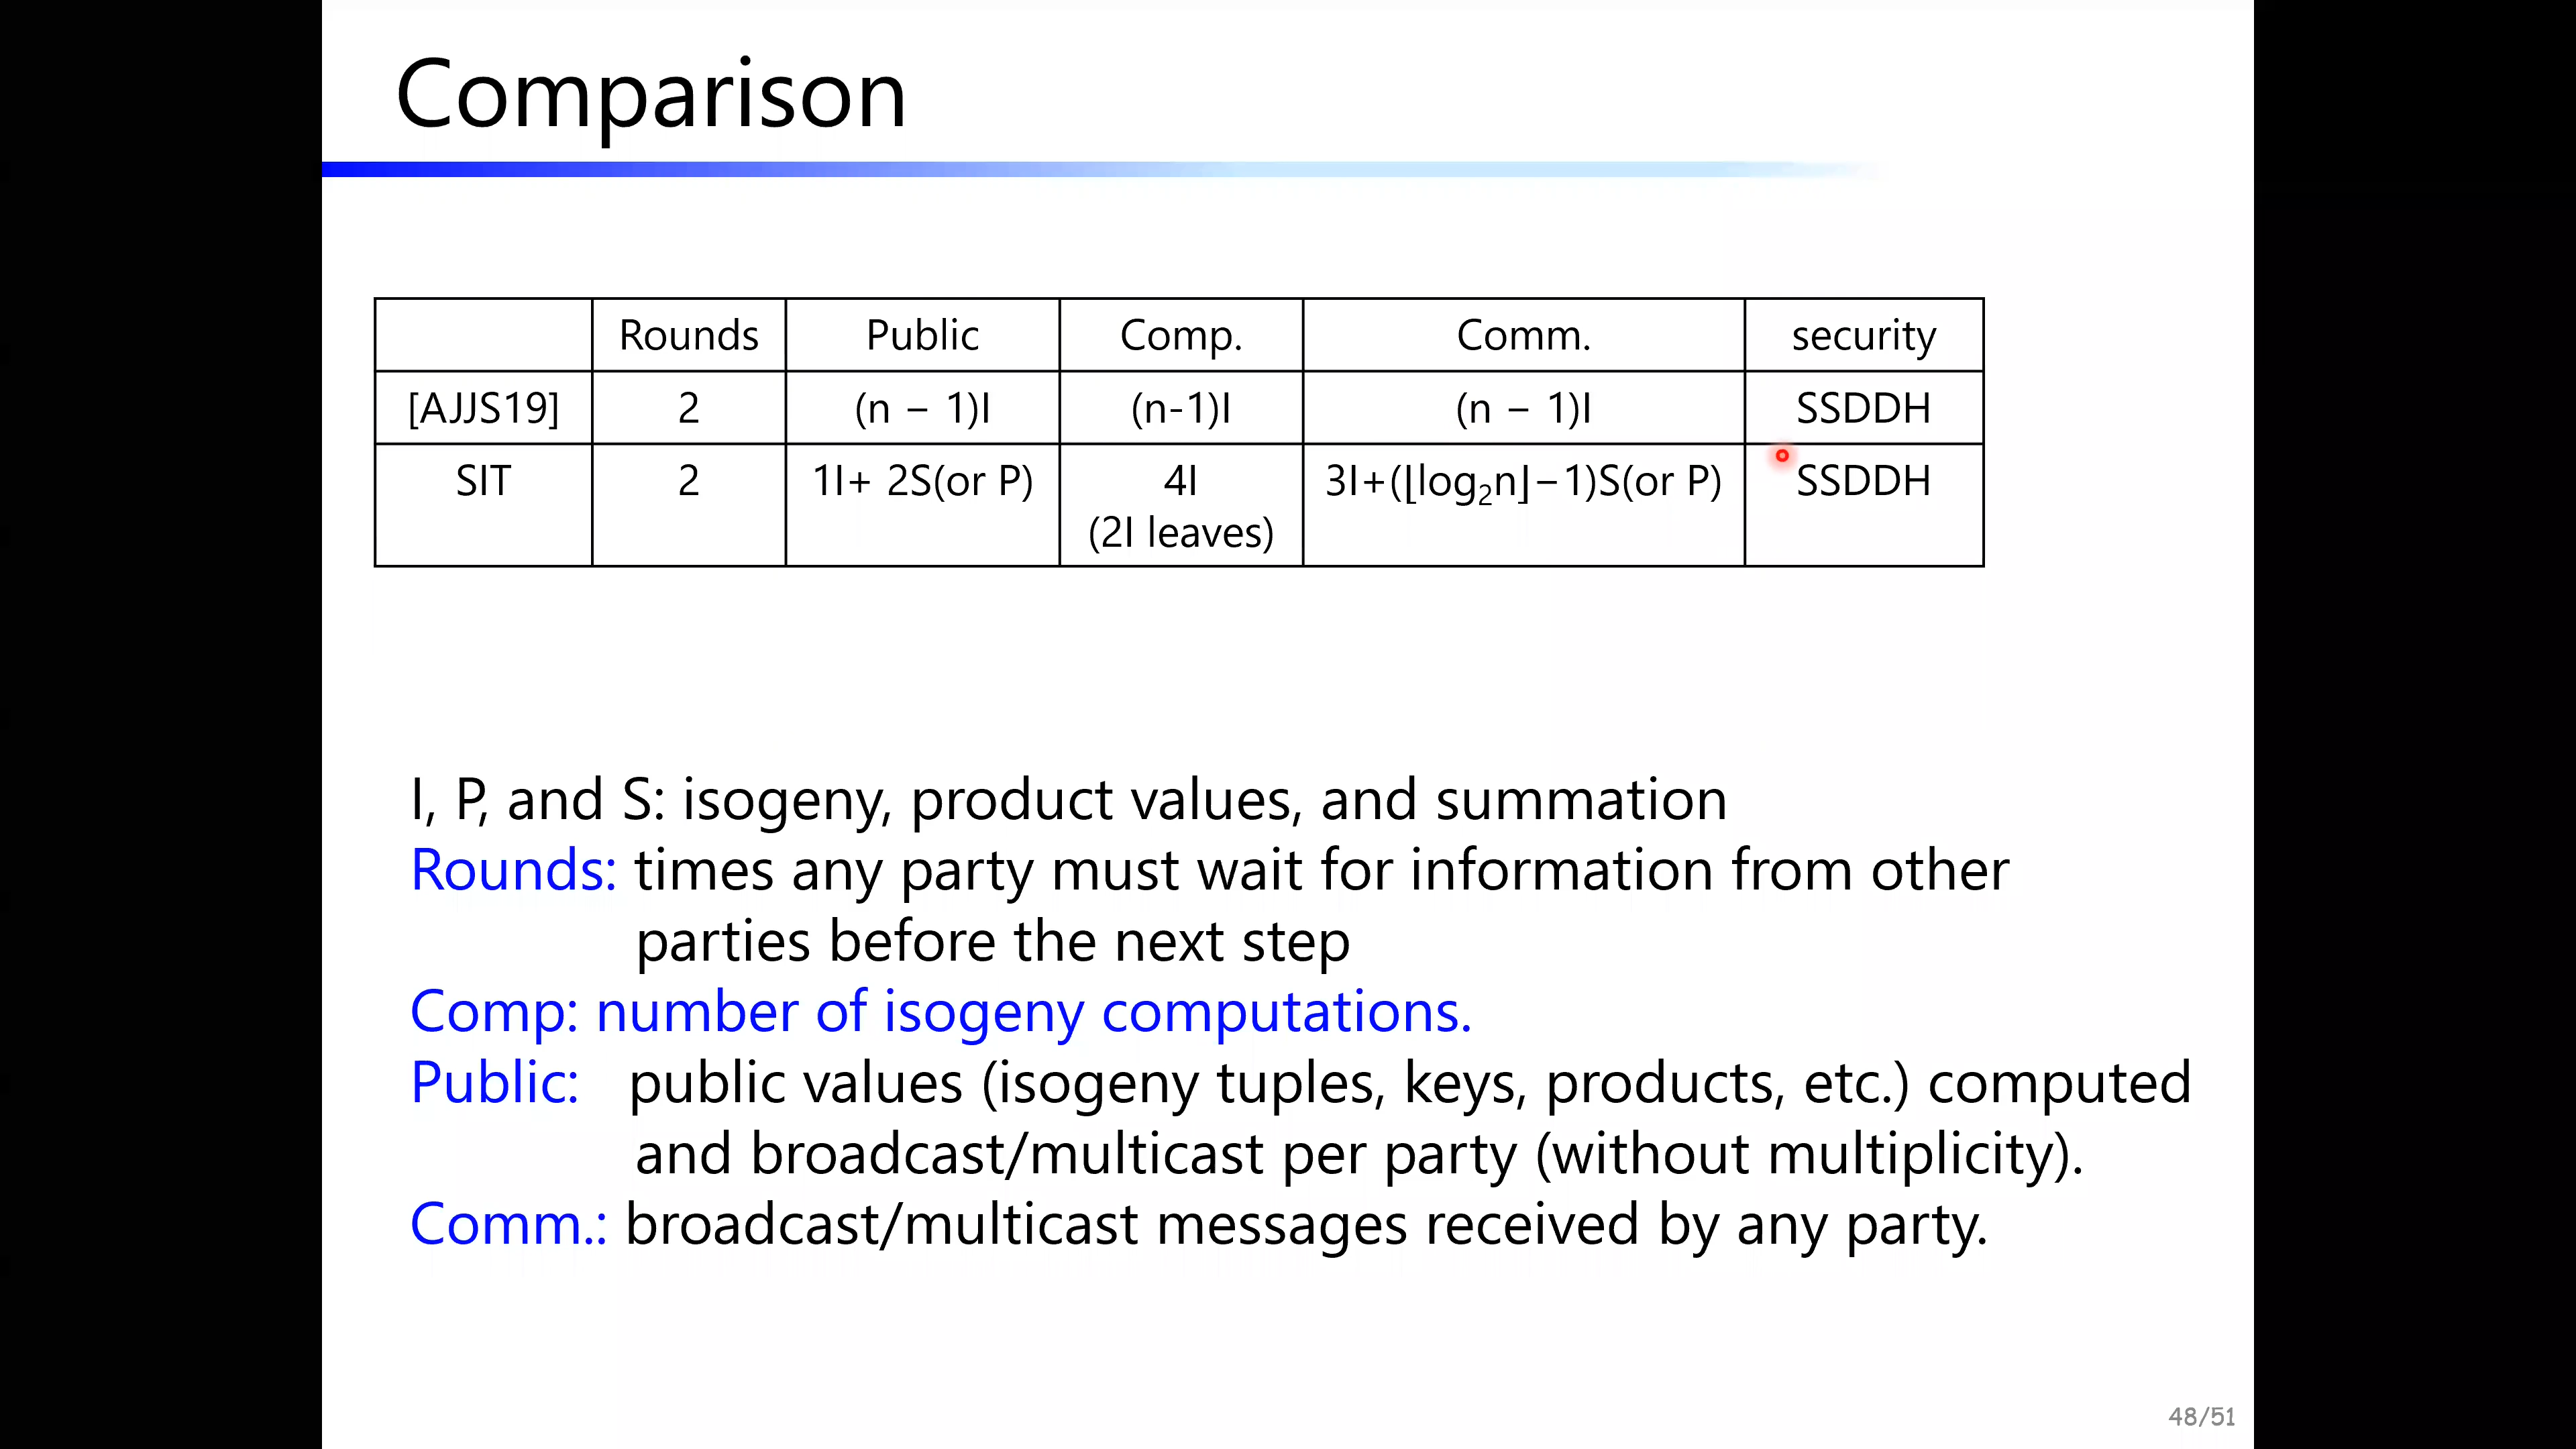 Comparison
Rounds Public Comp. Comm. security
[AJJS19] 2 (n – 1)I (n-1)I (n – 1)I SSDDH
SIT 2 1I+ 2S(or P) 4I 3I+(⌊log₂n⌋–1)S(or P) SSDDH
(2I leaves)
I, P, and S: isogeny, product values, and summation
Rounds: times any party must wait for information from other
parties before the next step
Comp: number of isogeny computations.
Public: public values (isogeny tuples, keys, products, etc.) computed
and broadcast/multicast per party (without multiplicity).
Comm.: broadcast/multicast messages received by any party.
48/51